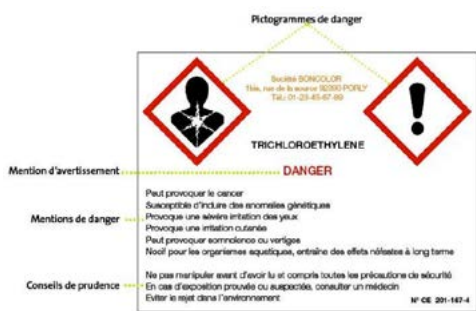 Pictogrammes de danger
Société BONCOLOR
1bis, rue de la source 92090 PORLY
Tél.: 01-23-45-67-89
TRICHLOROETHYLENE
Mention d'avertissement
DANGER
Peut provoquer le cancer
Susceptible d'induire des anomalies génétiques
Provoque une sévère irritation des yeux
Mentions de danger
Provoque une irritation cutanée
Peut provoquer somnolence ou vertiges
Nocif pour les organismes aquatiques, entraîne des effets néfastes à long terme
Ne pas manipuler avant d'avoir lu et compris toutes les précautions de sécurité
Conseils de prudence
En cas d'exposition prouvée ou suspectée, consulter un médecin
Eviter le rejet dans l'environnement
N° CE 201-167-4